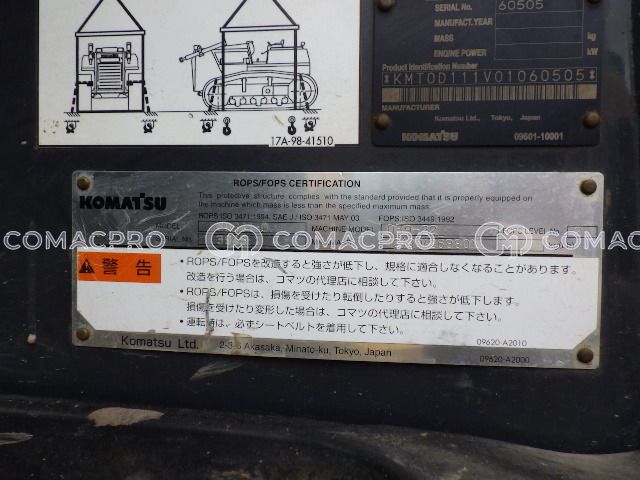 17A-98-41510
SERIAL No. 60505
MANUFACT.YEAR
MASS kg
ENGINE POWER kW
Product Identification Number
*KMT0D111V01060505*
MANUFACTURER
Komatsu Ltd., Tokyo, Japan
KOMATSU 09601-10001
ROPS/FOPS CERTIFICATION
KOMATSU
This protective structure complies with the standard provided that it is properly equipped on
the machine which mass is less than the specified maximum mass.
ROPS:ISO 3471:1994, SAE J / ISO 3471 MAY 03 FOPS:ISO 3449:1992
MODEL MACHINE MODEL
COMACPRO COMACPRO COMACPRO
警告
・ROPS/FOPSを改造すると強さが低下し、規格に適合しなくなることがあります。
改造を行う場合は、コマツの代理店に相談して下さい。
・ROPS/FOPSは、損傷を受けたり転倒したりすると強さが低下します。
損傷を受けたり変形した場合は、コマツの代理店に相談して下さい。
・運転時は、必ずシートベルトを着用して下さい。
COMACPRO COMACPRO COMACPRO
09620-A2010
Komatsu Ltd. 2-3-6 Akasaka, Minato-ku, Tokyo, Japan
09620-A2000